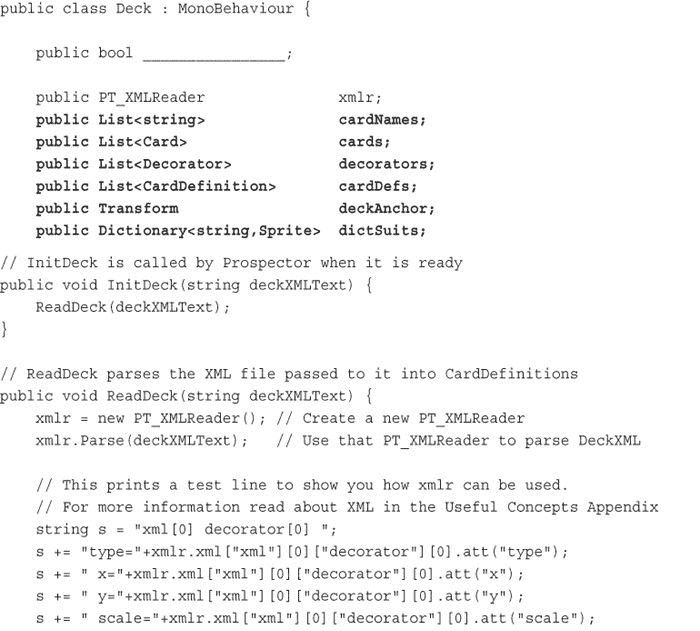 public class Deck : MonoBehaviour {
public bool ________________;
public PT_XMLReader xmlr;
public List<string> cardNames;
public List<Card> cards;
public List<Decorator> decorators;
public List<CardDefinition> cardDefs;
public Transform deckAnchor;
public Dictionary<string,Sprite> dictSuits;
// InitDeck is called by Prospector when it is ready
public void InitDeck(string deckXMLText) {
ReadDeck(deckXMLText);
}
// ReadDeck parses the XML file passed to it into CardDefinitions
public void ReadDeck(string deckXMLText) {
xmlr = new PT_XMLReader(); // Create a new PT_XMLReader
xmlr.Parse(deckXMLText); // Use that PT_XMLReader to parse DeckXML
// This prints a test line to show you how xmlr can be used.
// For more information read about XML in the Useful Concepts Appendix
string s = "xml[0] decorator[0] ";
s += "type="+xmlr.xml["xml"][0]["decorator"][0].att("type");
s += " x="+xmlr.xml["xml"][0]["decorator"][0].att("x");
s += " y="+xmlr.xml["xml"][0]["decorator"][0].att("y");
s += " scale="+xmlr.xml["xml"][0]["decorator"][0].att("scale");